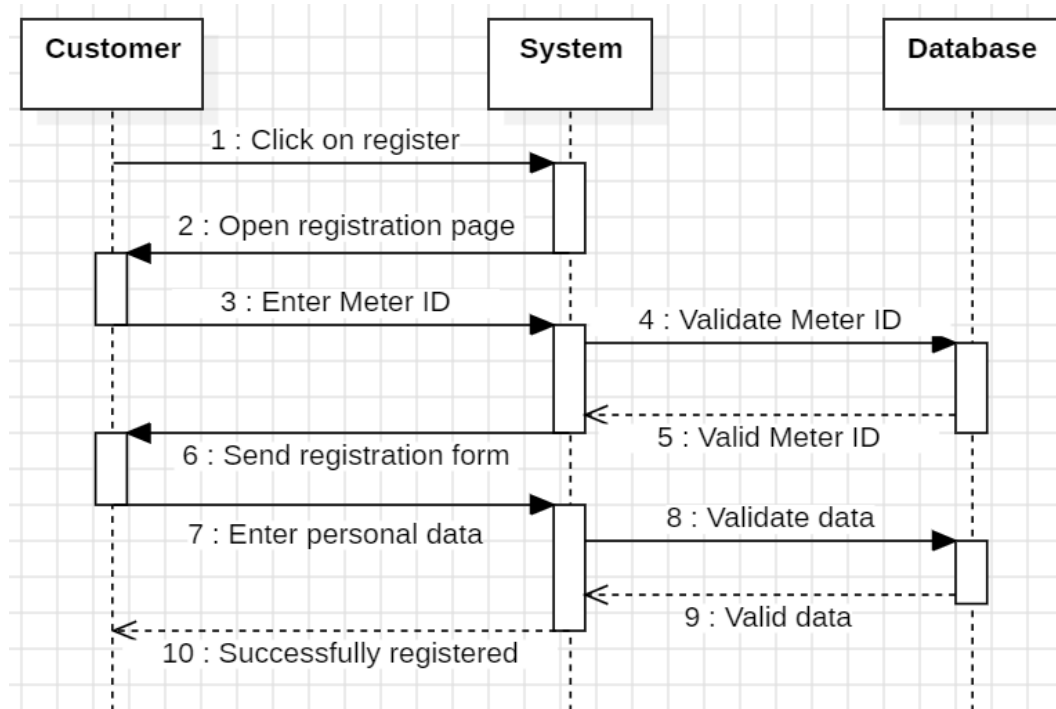 Customer
System
Database
1 : Click on register
2 : Open registration page
3 : Enter Meter ID
4 : Validate Meter ID
5 : Valid Meter ID
6 : Send registration form
7 : Enter personal data
8 : Validate data
9 : Valid data
10 : Successfully registered